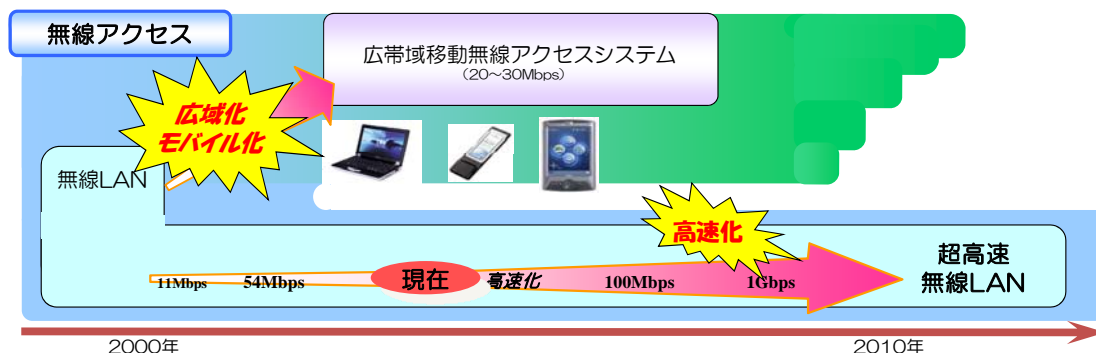 無線アクセス
広帯域移動無線アクセスシステム
(20～30Mbps)
広域化
モバイル化
無線LAN
高速化
超高速
無線LAN
11Mbps
54Mbps
現在
高速化
100Mbps
1Gbps
2000年
2010年